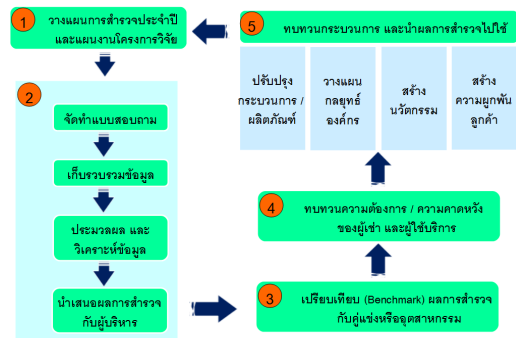 1
วางแผนการสำรวจประจำปี
และแผนงานโครงการวิจัย
2
จัดทำแบบสอบถาม
เก็บรวบรวมข้อมูล
ประมวลผล และ
วิเคราะห์ข้อมูล
นำเสนอผลการสำรวจ
กับผู้บริหาร
3
เปรียบเทียบ (Benchmark) ผลการสำรวจ
กับคู่แข่งหรืออุตสาหกรรม
4
ทบทวนความต้องการ / ความคาดหวัง
ของผู้เช่า และผู้ใช้บริการ
5
ทบทวนกระบวนการ และนำผลการสำรวจไปใช้
ปรับปรุง
กระบวนการ /
ผลิตภัณฑ์
วางแผน
กลยุทธ์
องค์กร
สร้าง
นวัตกรรม
สร้าง
ความผูกพัน
ลูกค้า